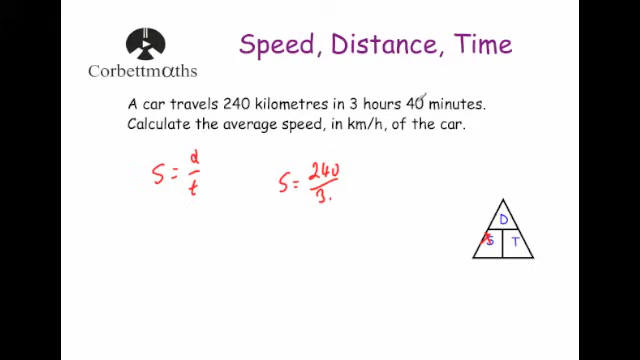 Speed, Distance, Time
Corbettmαths
A car travels 240 kilometres in 3 hours 40 minutes.
Calculate the average speed, in km/h, of the car.
S = d/t
S = 240/3.
D
S T